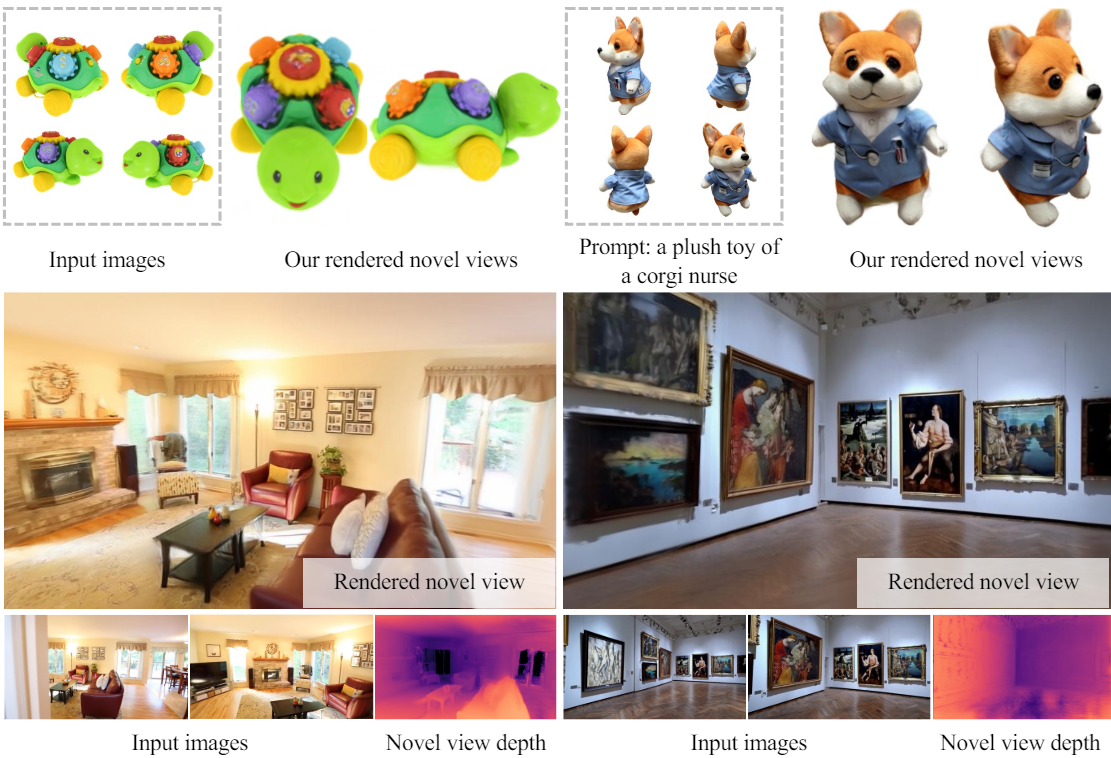 Input images
Our rendered novel views
Prompt: a plush toy of
a corgi nurse
Our rendered novel views
Rendered novel view
Rendered novel view
Input images
Novel view depth
Input images
Novel view depth